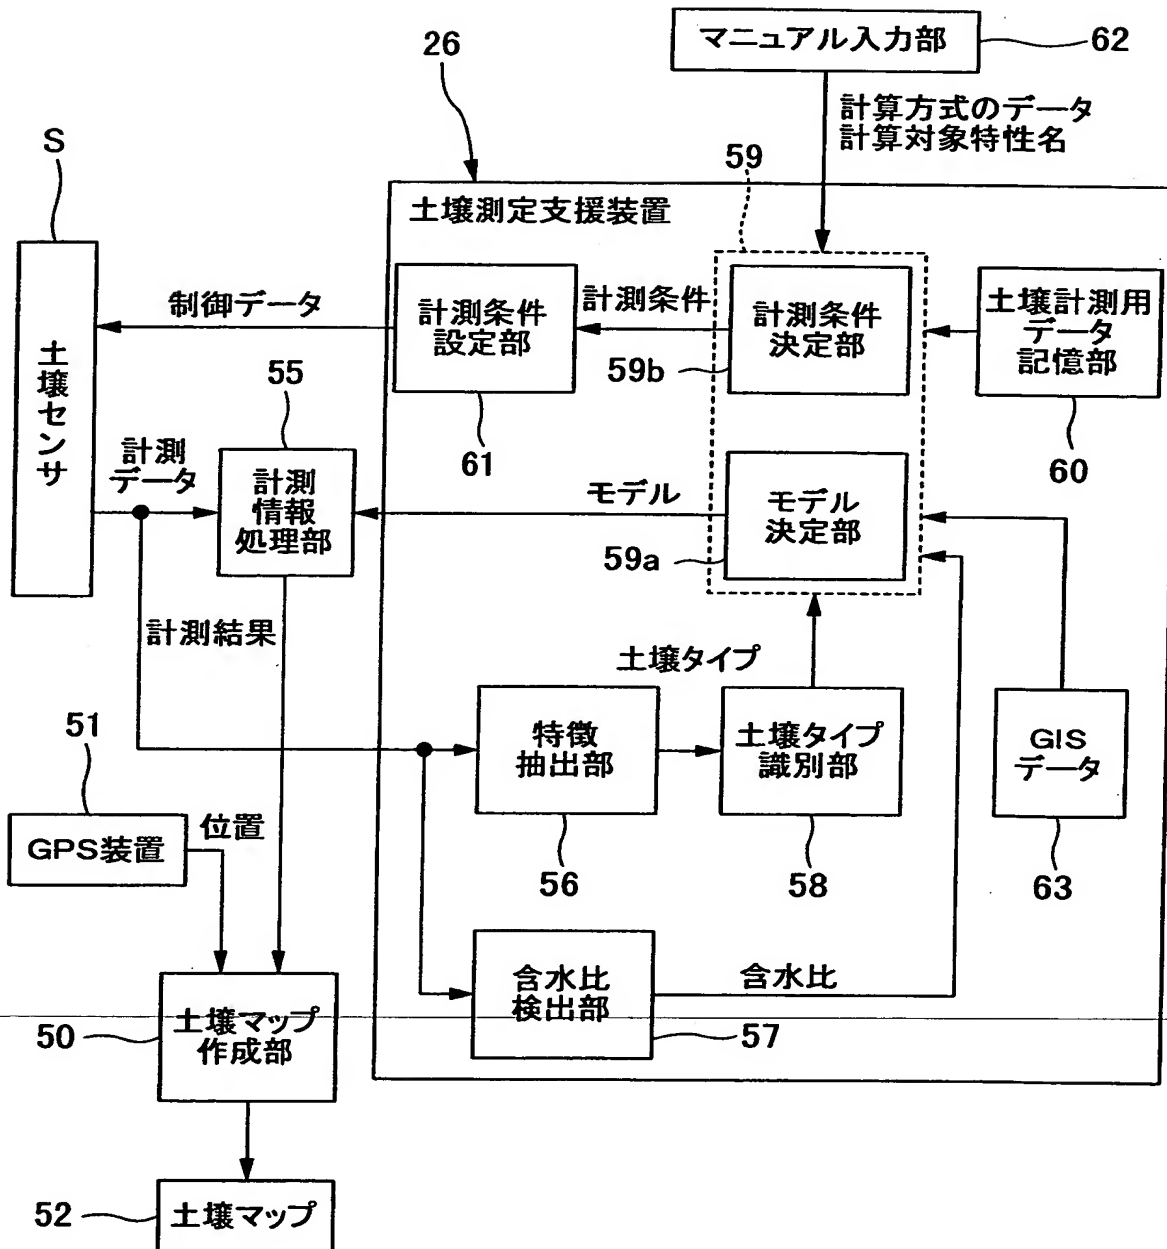 マニュアル入力部
62
26
計算方式のデータ
計算対象特性名
S
59
土壌測定支援装置
土壌センサ
制御データ
計測条件
設定部
計測条件
計測条件
決定部
59b
土壌計測用
データ
記憶部
55
61
60
計測
データ
計測
情報
処理部
モデル
モデル
決定部
59a
計測結果
土壌タイプ
51
特徴
抽出部
土壌タイプ
識別部
GIS
データ
GPS装置
位置
56
58
63
含水比
検出部
含水比
57
50
土壌マップ
作成部
52
土壌マップ